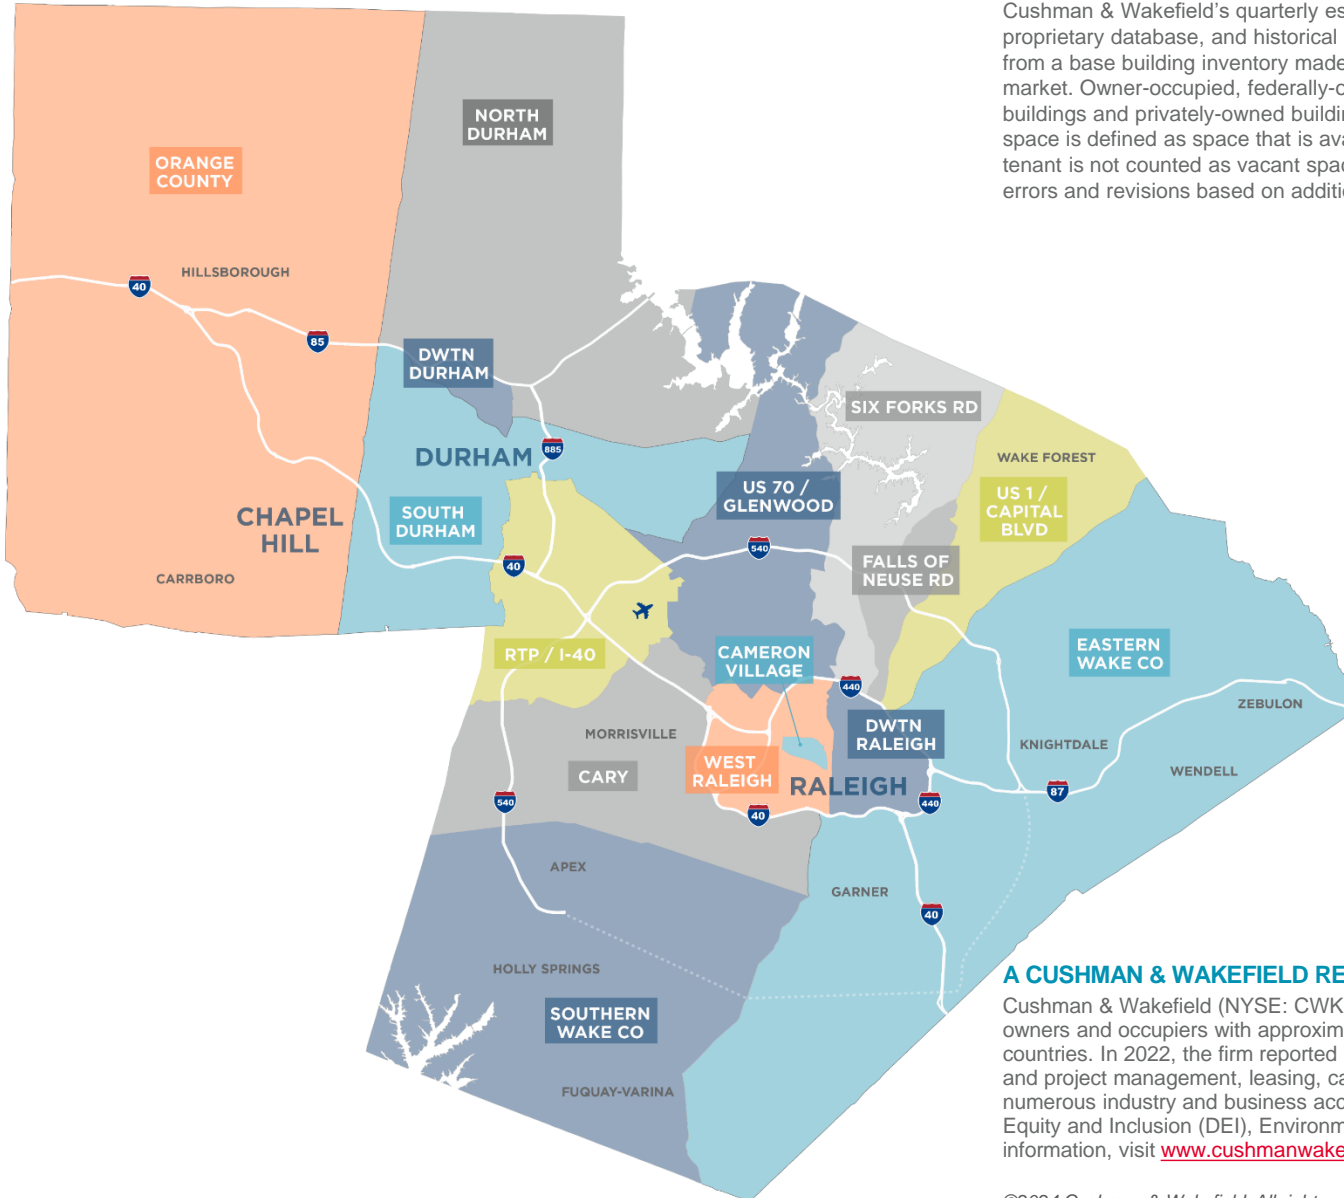 Cushman & Wakefield's quarterly es
proprietary database, and historical
from a base building inventory made
market. Owner-occupied, federally-o
buildings and privately-owned buildin
space is defined as space that is ava
tenant is not counted as vacant spac
errors and revisions based on additio
NORTH
DURHAM
ORANGE
COUNTY
HILLSBOROUGH
40
85
DWTN
DURHAM
SIX FORKS RD
DURHAM
885
WAKE FOREST
US 70 /
GLENWOOD
US 1 /
CAPITAL
BLVD
SOUTH
DURHAM
CHAPEL
HILL
540
40
FALLS OF
NEUSE RD
CARRBORO
RTP / I-40
CAMERON
VILLAGE
EASTERN
WAKE CO
440
ZEBULON
MORRISVILLE
DWTN
RALEIGH
KNIGHTDALE
WENDELL
CARY
WEST
RALEIGH
RALEIGH
87
540
440
40
APEX
GARNER
40
HOLLY SPRINGS
SOUTHERN
WAKE CO
FUQUAY-VARINA
A CUSHMAN & WAKEFIELD RE
Cushman & Wakefield (NYSE: CWK
owners and occupiers with approxim
countries. In 2022, the firm reported
and project management, leasing, ca
numerous industry and business acc
Equity and Inclusion (DEI), Environm
information, visit www.cushmanwake
©2024 Cushman & Wakefield. All right